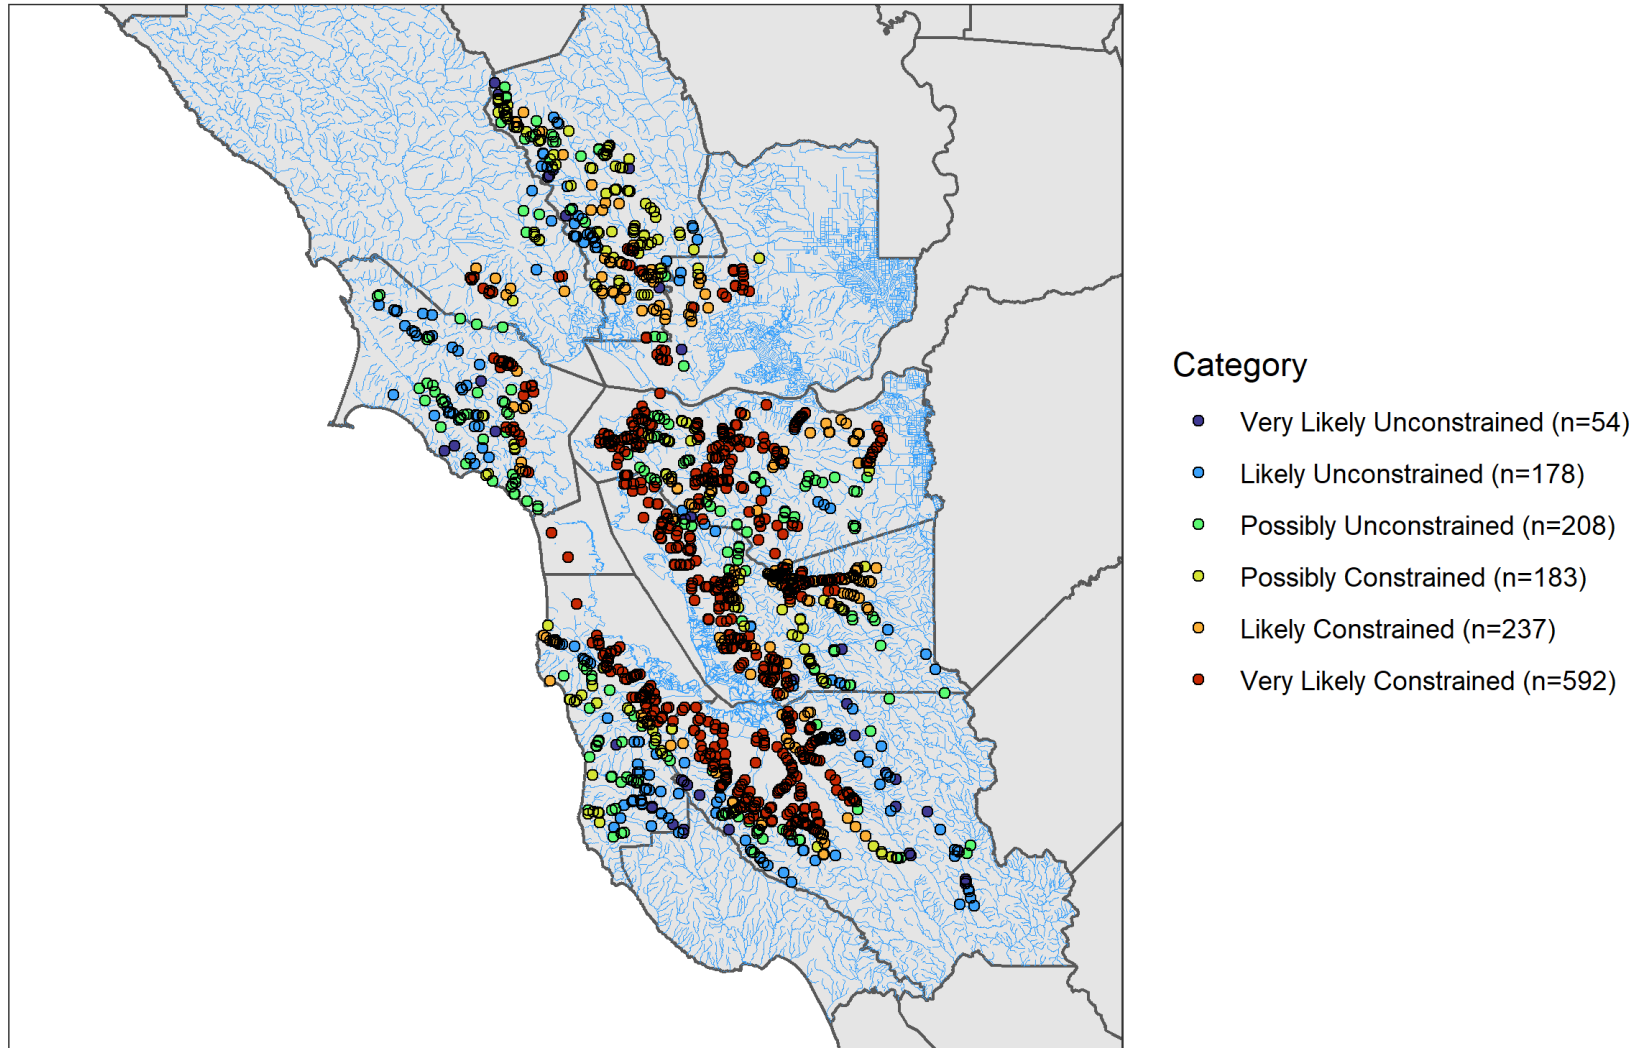 Category
Very Likely Unconstrained (n=54)
Likely Unconstrained (n=178)
Possibly Unconstrained (n=208)
Possibly Constrained (n=183)
Likely Constrained (n=237)
Very Likely Constrained (n=592)